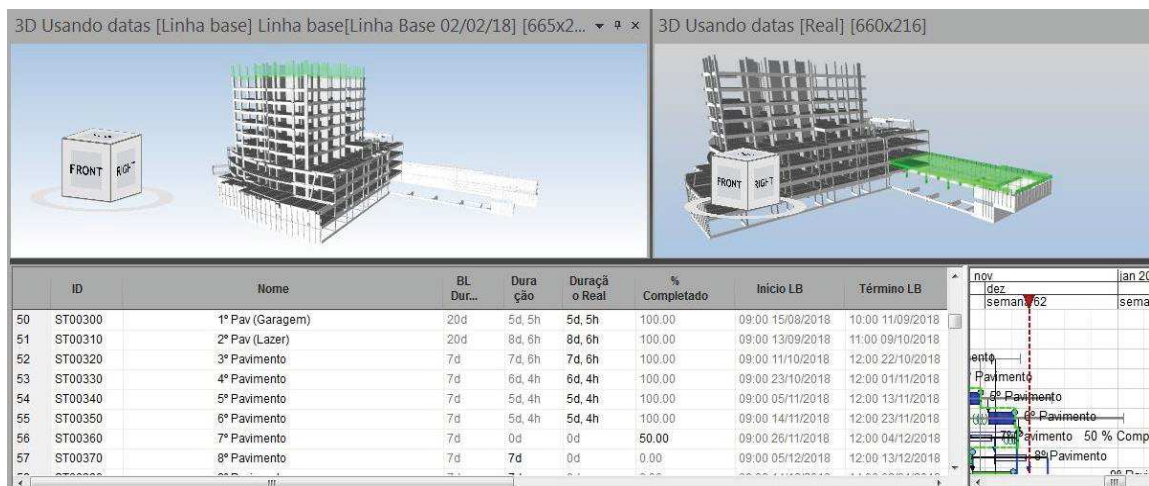 3D Usando datas [Linha base] Linha base[Linha Base 02/02/18] [665x2...
3D Usando datas [Real] [660x216]
FRONT RIGHT
FRONT RIGHT
ID Nome BL Dur... Dura ção Duraçã o Real % Completado Inicio LB Término LB
50 ST00300 1º Pav (Garagem) 20d 5d, 5h 5d, 5h 100.00 09:00 15/08/2018 10:00 11/09/2018
51 ST00310 2º Pav (Lazer) 20d 8d, 6h 8d, 6h 100.00 09:00 13/09/2018 11:00 09/10/2018
52 ST00320 3º Pavimento 7d 7d, 6h 7d, 6h 100.00 09:00 11/10/2018 12:00 22/10/2018
53 ST00330 4º Pavimento 7d 6d, 4h 6d, 4h 100.00 09:00 23/10/2018 12:00 01/11/2018
54 ST00340 5º Pavimento 7d 5d, 4h 5d, 4h 100.00 09:00 05/11/2018 12:00 13/11/2018
55 ST00350 6º Pavimento 7d 5d, 4h 5d, 4h 100.00 09:00 14/11/2018 12:00 23/11/2018
56 ST00360 7º Pavimento 7d 0d 0d 50.00 09:00 26/11/2018 12:00 04/12/2018
57 ST00370 8º Pavimento 7d 7d 0d 0.00 09:00 05/12/2018 12:00 13/12/2018
nov jan 20
dez
semana 62 sema
ento
Pavimento
5º Pavimento
6º Pavimento
7º Pavimento 50 % Comp
8º Pavimento